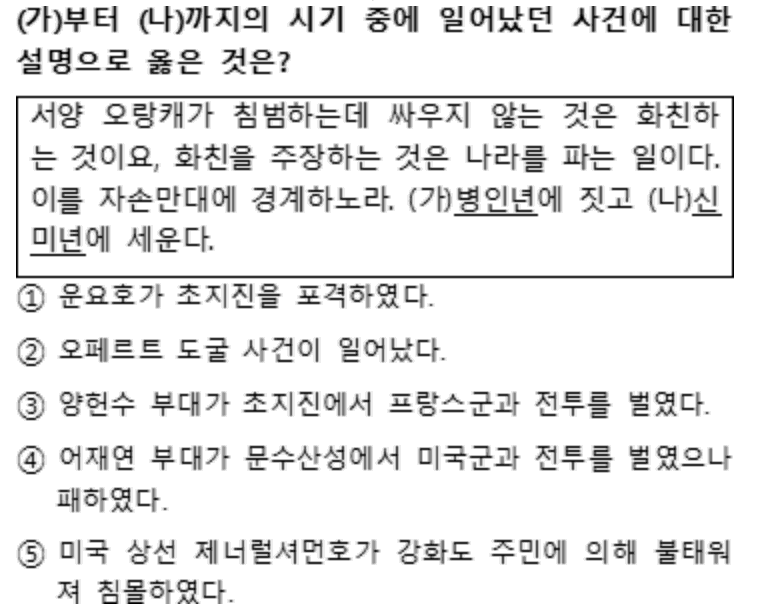 (가)부터 (나)까지의 시기 중에 일어났던 사건에 대한
설명으로 옳은 것은?
서양 오랑캐가 침범하는데 싸우지 않는 것은 화친하
는 것이요, 화친을 주장하는 것은 나라를 파는 일이다.
이를 자손만대에 경계하노라. (가)병인년에 짓고 (나)신
미년에 세운다.
① 운요호가 초지진을 포격하였다.
② 오페르트 도굴 사건이 일어났다.
③ 양헌수 부대가 초지진에서 프랑스군과 전투를 벌였다.
④ 어재연 부대가 문수산성에서 미국군과 전투를 벌였으나
패하였다.
⑤ 미국 상선 제너럴셔먼호가 강화도 주민에 의해 불태워
져 침몰하였다.